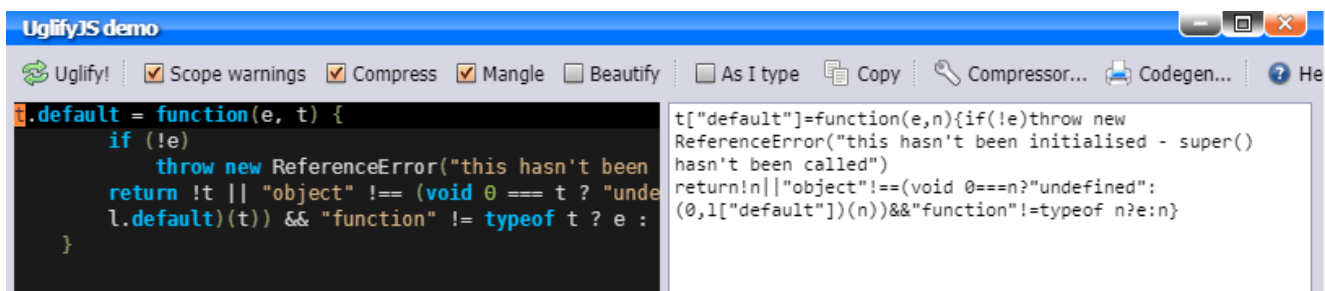 UglifyJS demo
Uglify! Scope warnings Compress Mangle Beautify As I type Copy Compressor... Codegen... He
t.default = function(e, t) {
if (!e)
throw new ReferenceError("this hasn't been
return !t || "object" !== (void 0 === t ? "unde
l.default)(t)) && "function" != typeof t ? e :
}
t["default"]=function(e,n){if(!e)throw new
ReferenceError("this hasn't been initialised - super()
hasn't been called")
return!n||"object"!==(void 0===n?"undefined":
(0,l["default"])(n))&&"function"!=typeof n?e:n}